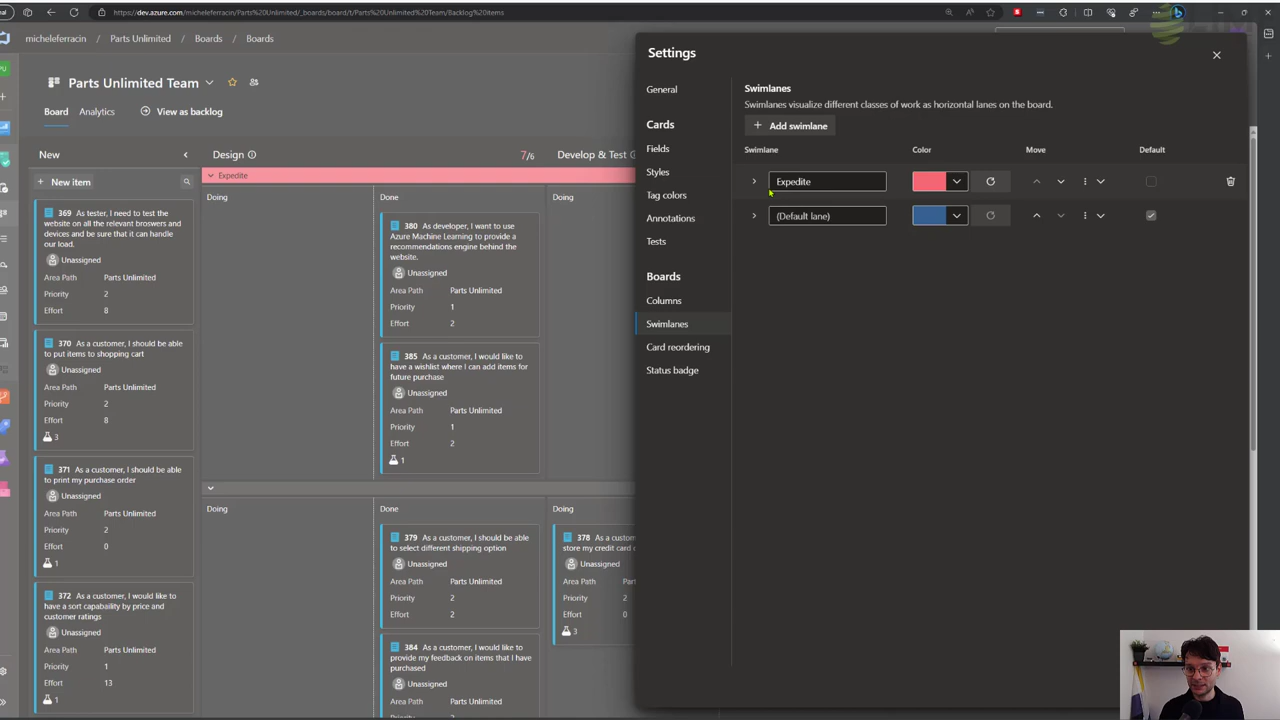 https://dev.azure.com/micheleferracin/Parts%20Unlimited/_boards/board/t/Parts%20Unlimited%20Team/Backlog%20items
micheleferracin / Parts Unlimited / Boards / Boards
Parts Unlimited Team
Board Analytics View as backlog
New
Design 7/6
Develop & Test
New item
Expedite
369 As tester, I need to test the
website on all the relevant broswers and
devices and be sure that it can handle
our load.
Unassigned
Area Path Parts Unlimited
Priority 2
Effort 8
370 As a customer, I should be able
to put items to shopping cart
Unassigned
Area Path Parts Unlimited
Priority 2
Effort 8
3
371 As a customer, I should be able
to print my purchase order
Unassigned
Area Path Parts Unlimited
Priority 2
Effort 0
1
372 As a customer, I would like to
have a sort capabaility by price and
customer ratings
Unassigned
Area Path Parts Unlimited
Priority 1
Effort 13
1
Doing
Done
Doing
380 As developer, I want to use
Azure Machine Learning to provide a
recommendations engine behind the
website.
Unassigned
Area Path Parts Unlimited
Priority 1
Effort 2
385 As a customer, I would like to
have a wishlist where I can add items for
future purchase
Unassigned
Area Path Parts Unlimited
Priority 1
Effort 2
1
Doing
Done
Doing
379 As a customer, I should be able
to select different shipping option
Unassigned
Area Path Parts Unlimited
Priority 2
Effort 2
384 As a customer, I would like to
provide my feedback on items that I have
purchased
Unassigned
Area Path Parts Unlimited
378 As a custom
store my credit card
Unassigned
Area Path Parts
Priority 2
Effort 0
3
Settings
General
Cards
Fields
Styles
Tag colors
Annotations
Tests
Boards
Columns
Swimlanes
Card reordering
Status badge
Swimlanes
Swimlanes visualize different classes of work as horizontal lanes on the board.
Add swimlane
Swimlane Color Move Default
Expedite
(Default lane)